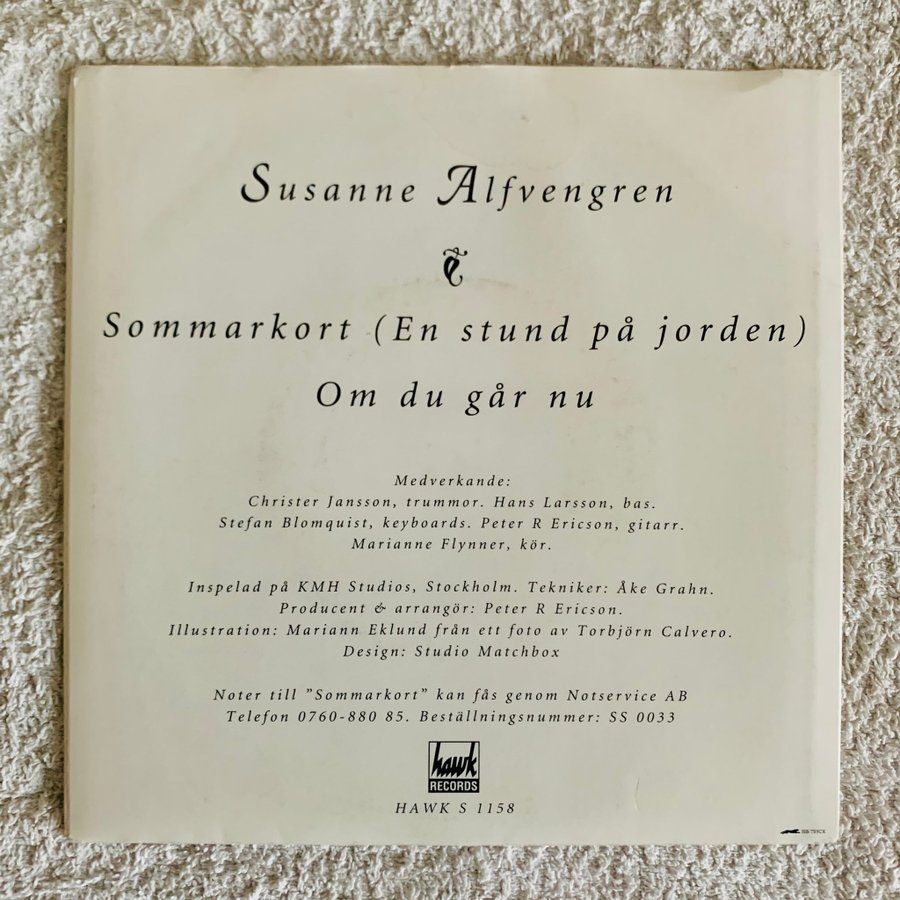 Susanne Alfvengren
Sommarkort (En stund på jorden)
Om du går nu
Medverkande:
Christer Jansson, trummor. Hans Larsson, bas.
Stefan Blomquist, keyboards. Peter R Ericson, gitarr.
Marianne Flynner, kör.
Inspelad på KMH Studios, Stockholm. Tekniker: Åke Grahn.
Producent & arrangör: Peter R Ericson.
Illustration: Mariann Eklund från ett foto av Torbjörn Calvero.
Design: Studio Matchbox
Noter till ”Sommarkort” kan fås genom Notservice AB
Telefon 0760-880 85. Beställningsnummer: SS 0033
hawk
RECORDS
HAWK S 1158